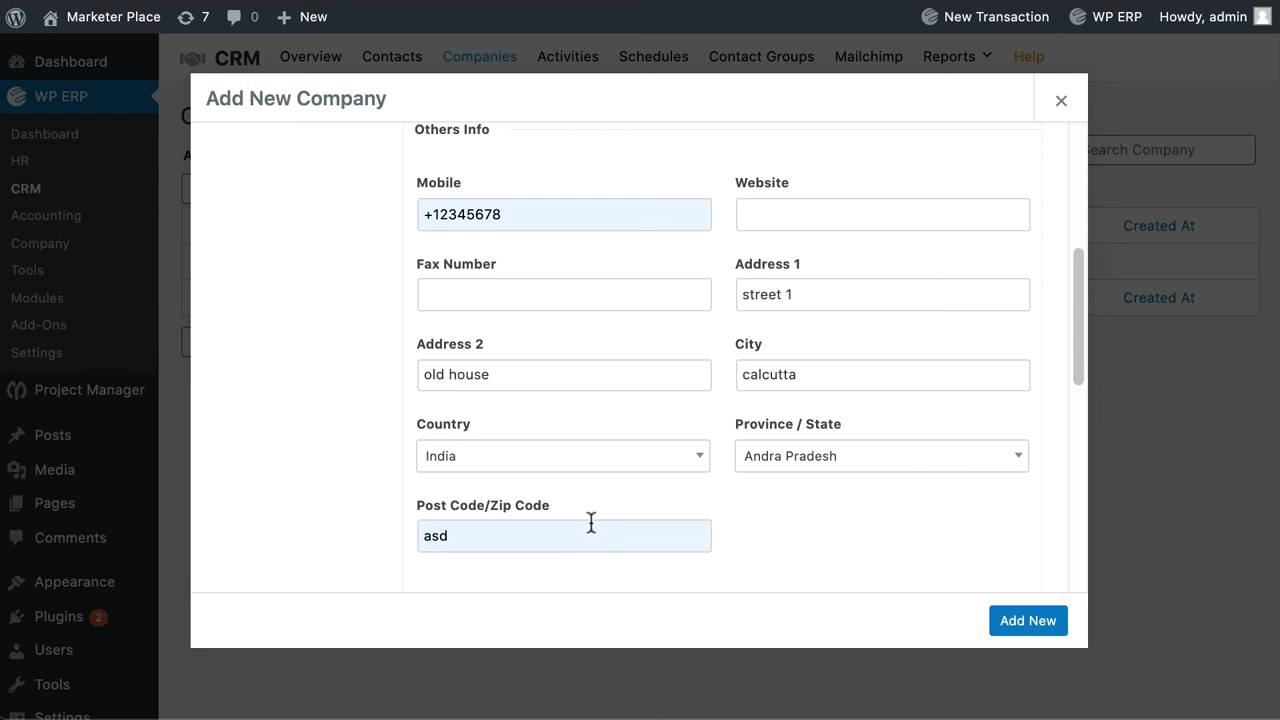 Marketer Place 7 0 New New Transaction WP ERP Howdy, admin
Dashboard
WP ERP
Dashboard
HR
CRM
Accounting
Company
Tools
Modules
Add-Ons
Settings
Project Manager
Posts
Media
Pages
Comments
Appearance
Plugins 2
Users
Tools
Settings
CRM Overview Contacts Companies Activities Schedules Contact Groups Mailchimp Reports Help
Search Company
Created At
Created At
Add New Company
Others Info
Mobile Website
+12345678
Fax Number Address 1
street 1
Address 2 City
old house calcutta
Country Province / State
India Andra Pradesh
Post Code/Zip Code
asd
Add New